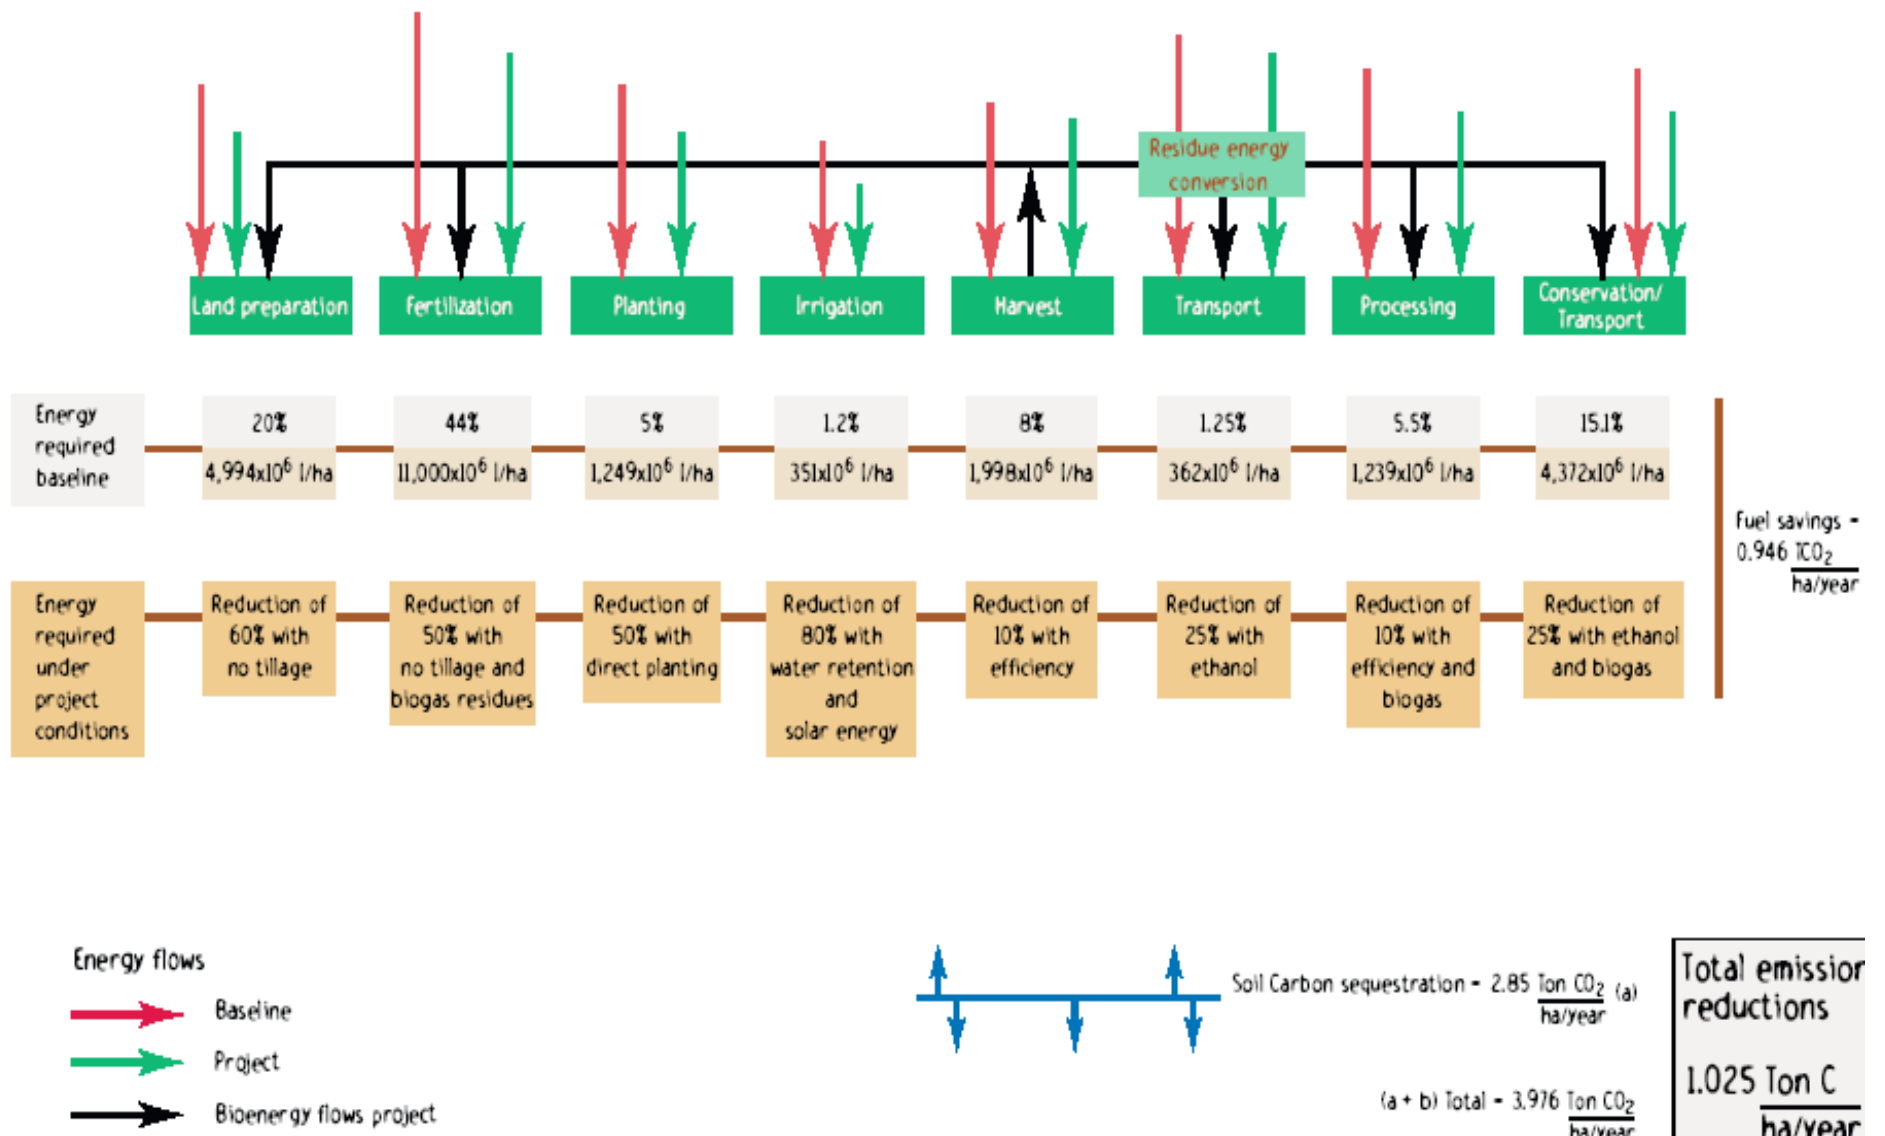 Residue energy
conversion
Land preparation
Fertilization
Planting
Irrigation
Harvest
Transport
Processing
Conservation/
Transport
Energy
required
baseline
20%
4,994x10⁶ l/ha
44%
11,000x10⁶ l/ha
5%
1,249x10⁶ l/ha
1.2%
351x10⁶ l/ha
8%
1,998x10⁶ l/ha
1.25%
362x10⁶ l/ha
5.5%
1,239x10⁶ l/ha
15.1%
4,372x10⁶ l/ha
Fuel savings =
0.946 TCO₂
ha/year
Energy
required
under
project
conditions
Reduction of
60% with
no tillage
Reduction of
50% with
no tillage and
biogas residues
Reduction of
50% with
direct planting
Reduction of
80% with
water retention
and
solar energy
Reduction of
10% with
efficiency
Reduction of
25% with
ethanol
Reduction of
10% with
efficiency and
biogas
Reduction of
25% with ethanol
and biogas
Energy flows
Baseline
Project
Bioenergy flows project
Soil Carbon sequestration = 2.85 Ton CO₂ (a)
ha/year
(a + b) Total = 3.976 Ton CO₂
ha/year
Total emission
reductions
1.025 Ton C
ha/year